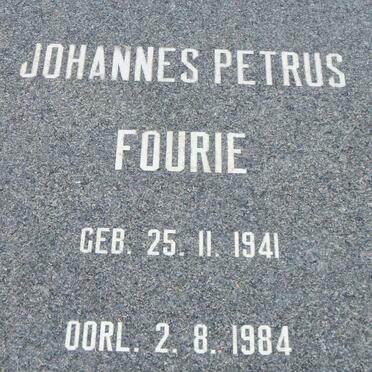 JOHANNES PETRUS
FOURIE
GEB. 25. 11. 1941
OORL. 2. 8. 1984